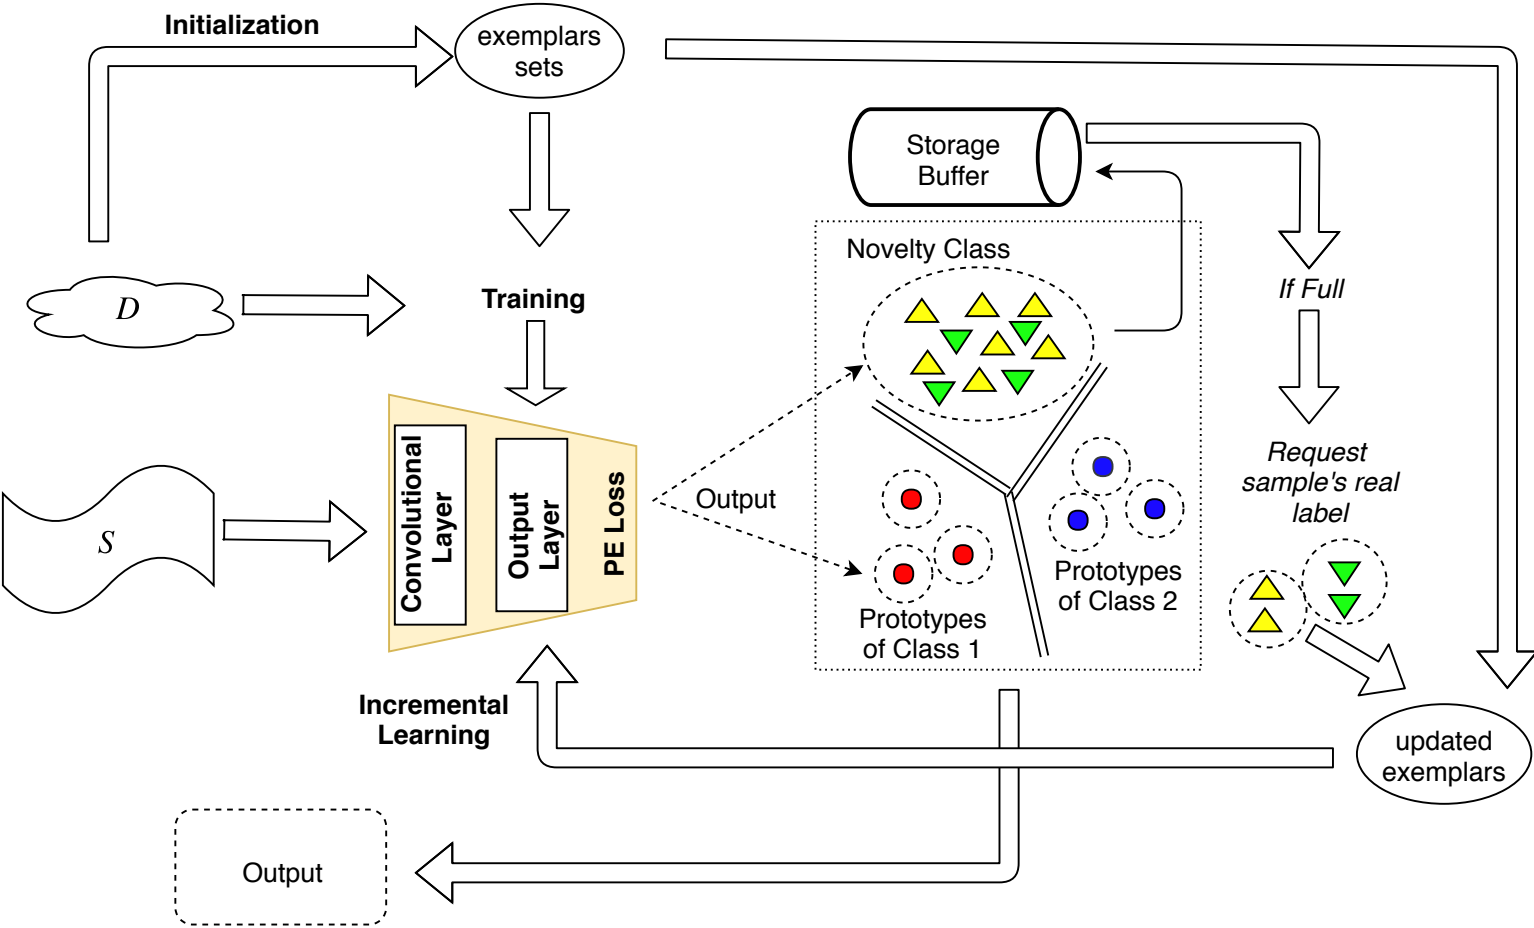 Initialization
exemplars
sets
Storage
Buffer
Novelty Class
D
Training
If Full
Convolutional
Layer
Output
Layer
PE Loss
Output
Request
sample's real
label
S
Prototypes
of Class 1
Prototypes
of Class 2
Incremental
Learning
updated
exemplars
Output